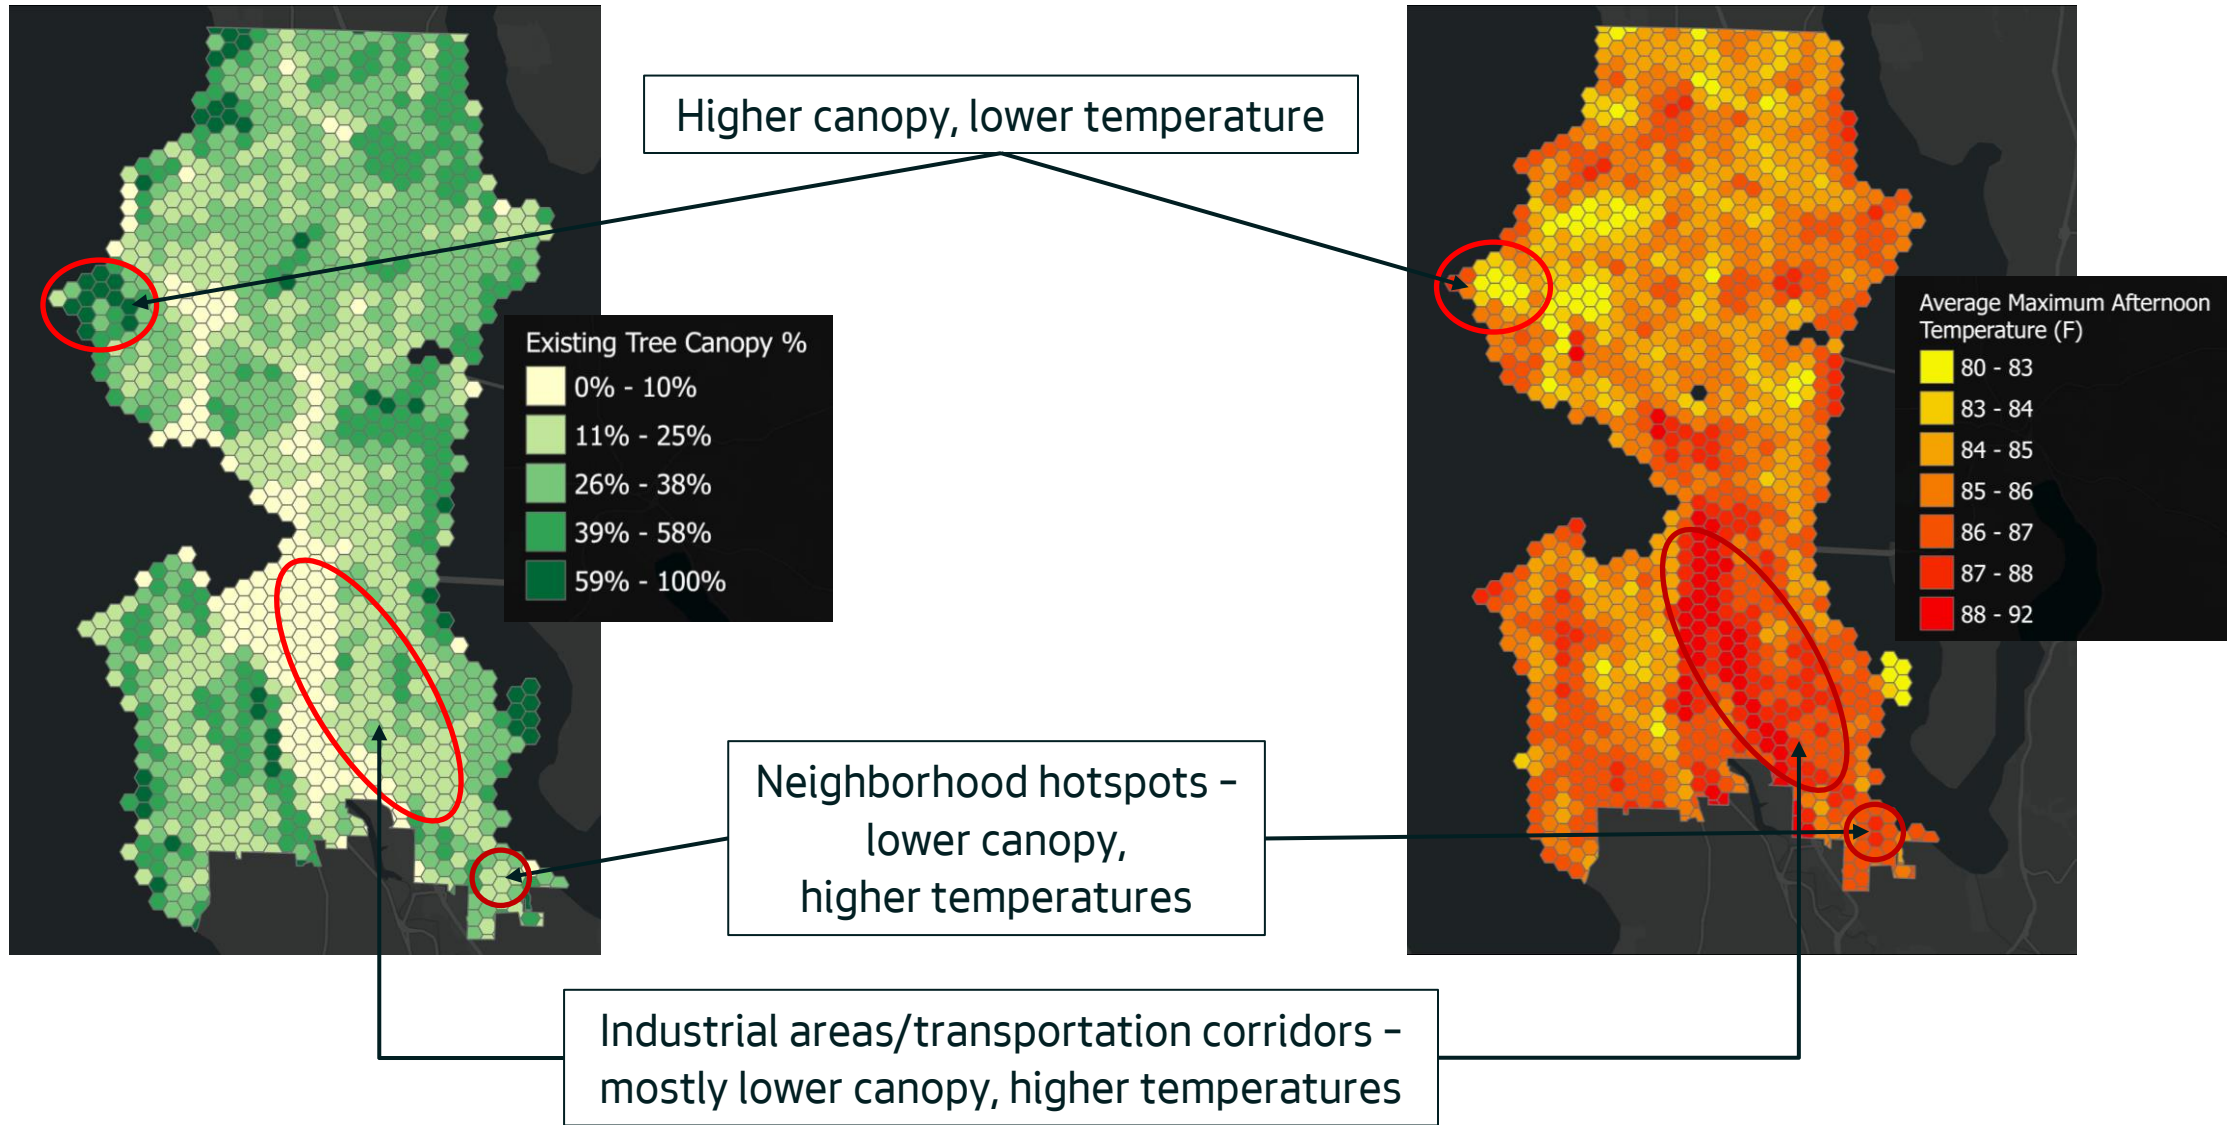 Higher canopy, lower temperature
Existing Tree Canopy %
0% - 10%
11% - 25%
26% - 38%
39% - 58%
59% - 100%
Average Maximum Afternoon
Temperature (F)
80 - 83
83 - 84
84 - 85
85 - 86
86 - 87
87 - 88
88 - 92
Neighborhood hotspots –
lower canopy,
higher temperatures
Industrial areas/transportation corridors –
mostly lower canopy, higher temperatures